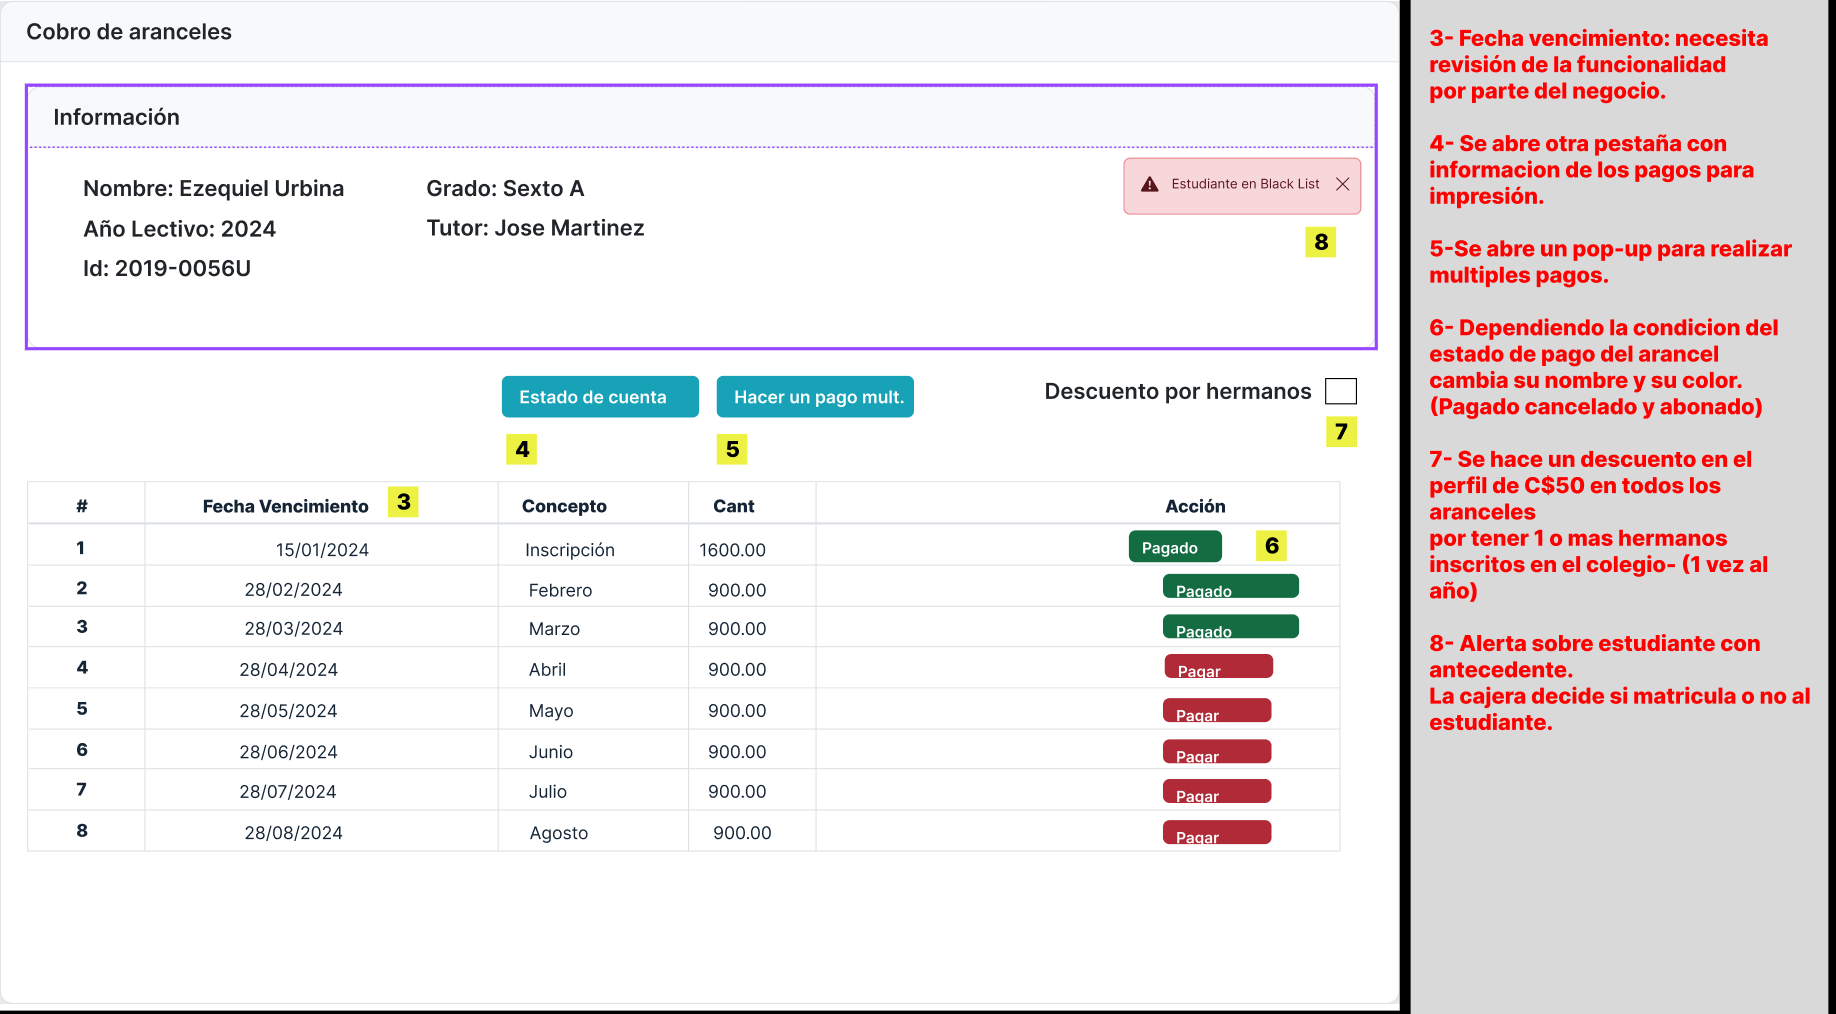 Cobro de aranceles
Información
Nombre: Ezequiel Urbina
Grado: Sexto A
Estudiante en Black List
Año Lectivo: 2024
Tutor: Jose Martinez
8
Id: 2019-0056U
Estado de cuenta
Hacer un pago mult.
Descuento por hermanos
4
5
7
# Fecha Vencimiento 3 Concepto Cant Acción
1 15/01/2024 Inscripción 1600.00 Pagado 6
2 28/02/2024 Febrero 900.00 Pagado
3 28/03/2024 Marzo 900.00 Pagado
4 28/04/2024 Abril 900.00 Pagar
5 28/05/2024 Mayo 900.00 Pagar
6 28/06/2024 Junio 900.00 Pagar
7 28/07/2024 Julio 900.00 Pagar
8 28/08/2024 Agosto 900.00 Pagar
3- Fecha vencimiento: necesita
revisión de la funcionalidad
por parte del negocio.
4- Se abre otra pestaña con
informacion de los pagos para
impresión.
5-Se abre un pop-up para realizar
multiples pagos.
6- Dependiendo la condicion del
estado de pago del arancel
cambia su nombre y su color.
(Pagado cancelado y abonado)
7- Se hace un descuento en el
perfil de C$50 en todos los
aranceles
por tener 1 o mas hermanos
inscritos en el colegio- (1 vez al
año)
8- Alerta sobre estudiante con
antecedente.
La cajera decide si matricula o no al
estudiante.